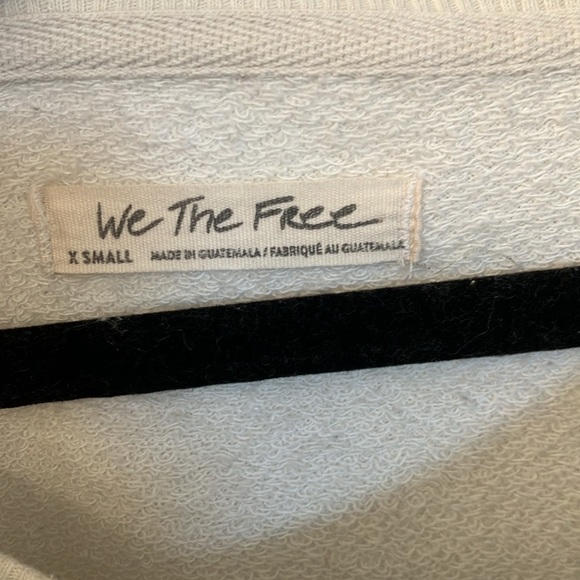 We The Free
X SMALL MADE IN GUATEMALA / FABRIQUÉ AU GUATEMALA